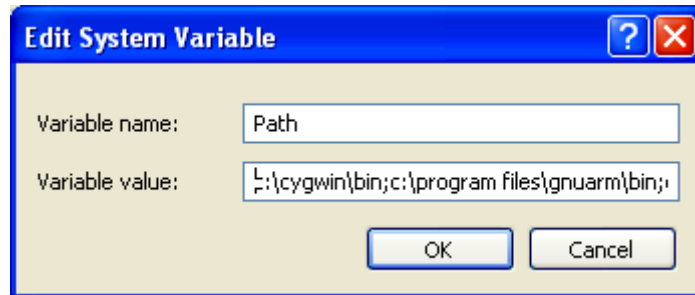 Edit System Variable
Variable name: Path
Variable value: :\cygwin\bin;c:\program files\gnuarm\bin;
OK Cancel